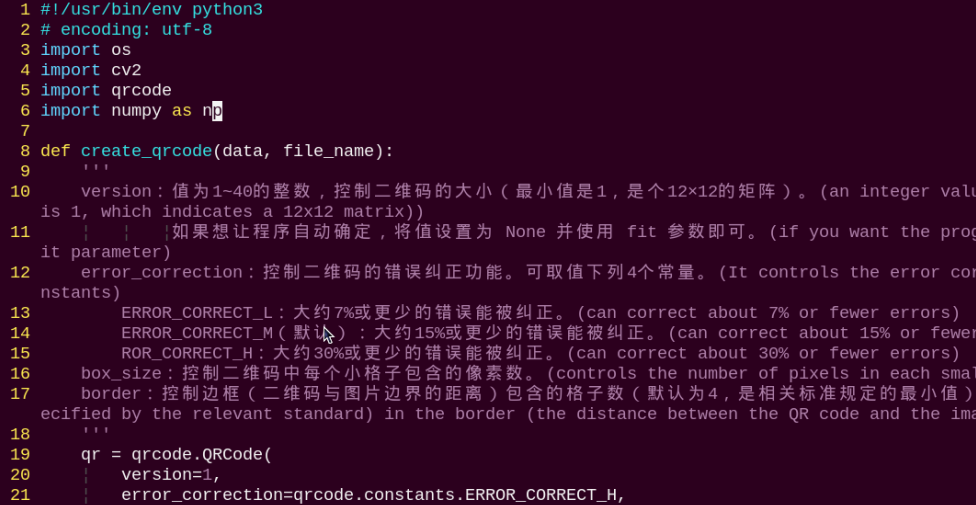 1 #!/usr/bin/env python3
2 # encoding: utf-8
3 import os
4 import cv2
5 import qrcode
6 import numpy as np
7
8 def create_qrcode(data, file_name):
9     '''
10     version：值为1~40的整数，控制二维码的大小（最小值是1，是个12×12的矩阵）。(an integer valu
is 1, which indicates a 12x12 matrix))
11     ¦   ¦   ¦如果想让程序自动确定，将值设置为 None 并使用 fit 参数即可。(if you want the prog
it parameter)
12     error_correction：控制二维码的错误纠正功能。可取值下列4个常量。(It controls the error cor
nstants)
13         ERROR_CORRECT_L：大约7%或更少的错误能被纠正。(can correct about 7% or fewer errors)
14         ERROR_CORRECT_M（默认）：大约15%或更少的错误能被纠正。(can correct about 15% or fewer
15         ROR_CORRECT_H：大约30%或更少的错误能被纠正。(can correct about 30% or fewer errors)
16     box_size：控制二维码中每个小格子包含的像素数。(controls the number of pixels in each smal
17     border：控制边框（二维码与图片边界的距离）包含的格子数（默认为4，是相关标准规定的最小值）
ecified by the relevant standard) in the border (the distance between the QR code and the ima
18     '''
19     qr = qrcode.QRCode(
20     ¦   version=1,
21     ¦   error_correction=qrcode.constants.ERROR_CORRECT_H,